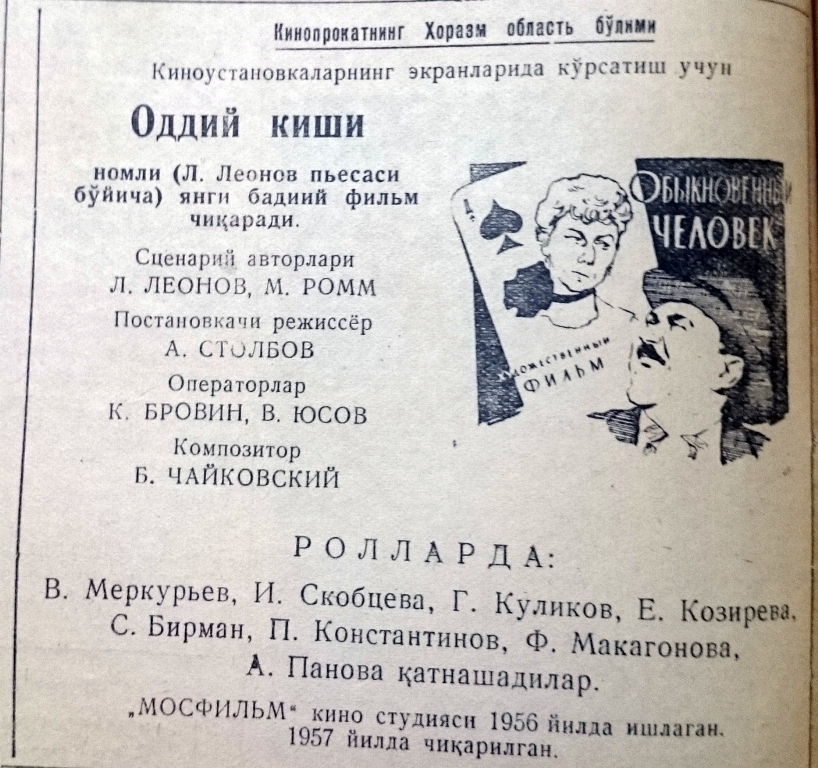 Кинопрокатнинг Хоразм область бўлими
Киноустановкаларнинг экранларида кўрсатиш учун
Оддий киши
номли (Л. Леонов пьесаси
бўйича) янги бадиий фильм
чиқаради.
Сценарий авторлари
Л. ЛЕОНОВ, М. РОММ
Постановкачи режиссёр
А. СТОЛБОВ
Операторлар
К. БРОВИН, В. ЮСОВ
Композитор
Б. ЧАЙКОВСКИЙ
ОБЫКНОВЕННЫЙ
ЧЕЛОВЕК
ХУДОЖЕСТВЕННЫЙ
ФИЛЬМ
РОЛЛАРДА:
В. Меркурьев, И. Скобцева, Г. Куликов, Е. Козирева,
С. Бирман, П. Константинов, Ф. Макагонова,
А. Панова қатнашадилар.
„МОСФИЛЬМ“ кино студияси 1956 йилда ишлаган.
1957 йилда чиқарилган.